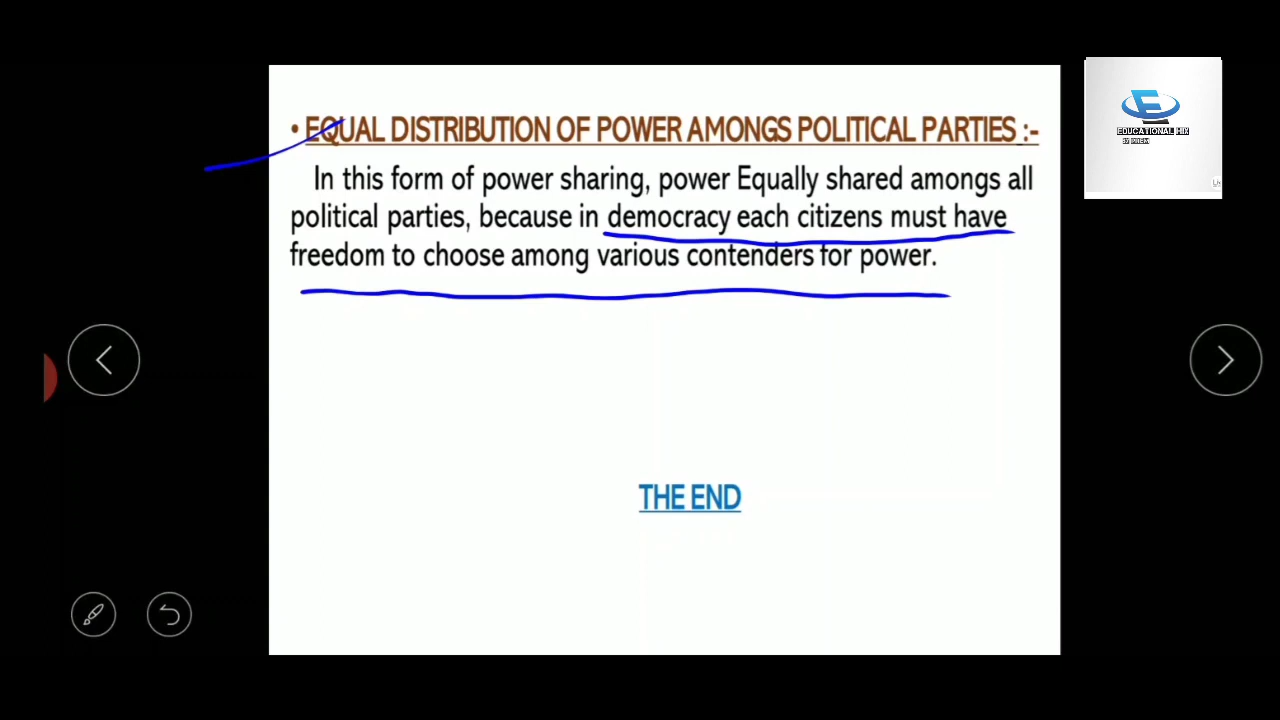 • EQUAL DISTRIBUTION OF POWER AMONGS POLITICAL PARTIES :-
In this form of power sharing, power Equally shared amongs all
political parties, because in democracy each citizens must have
freedom to choose among various contenders for power.
THE END
EDUCATIONAL